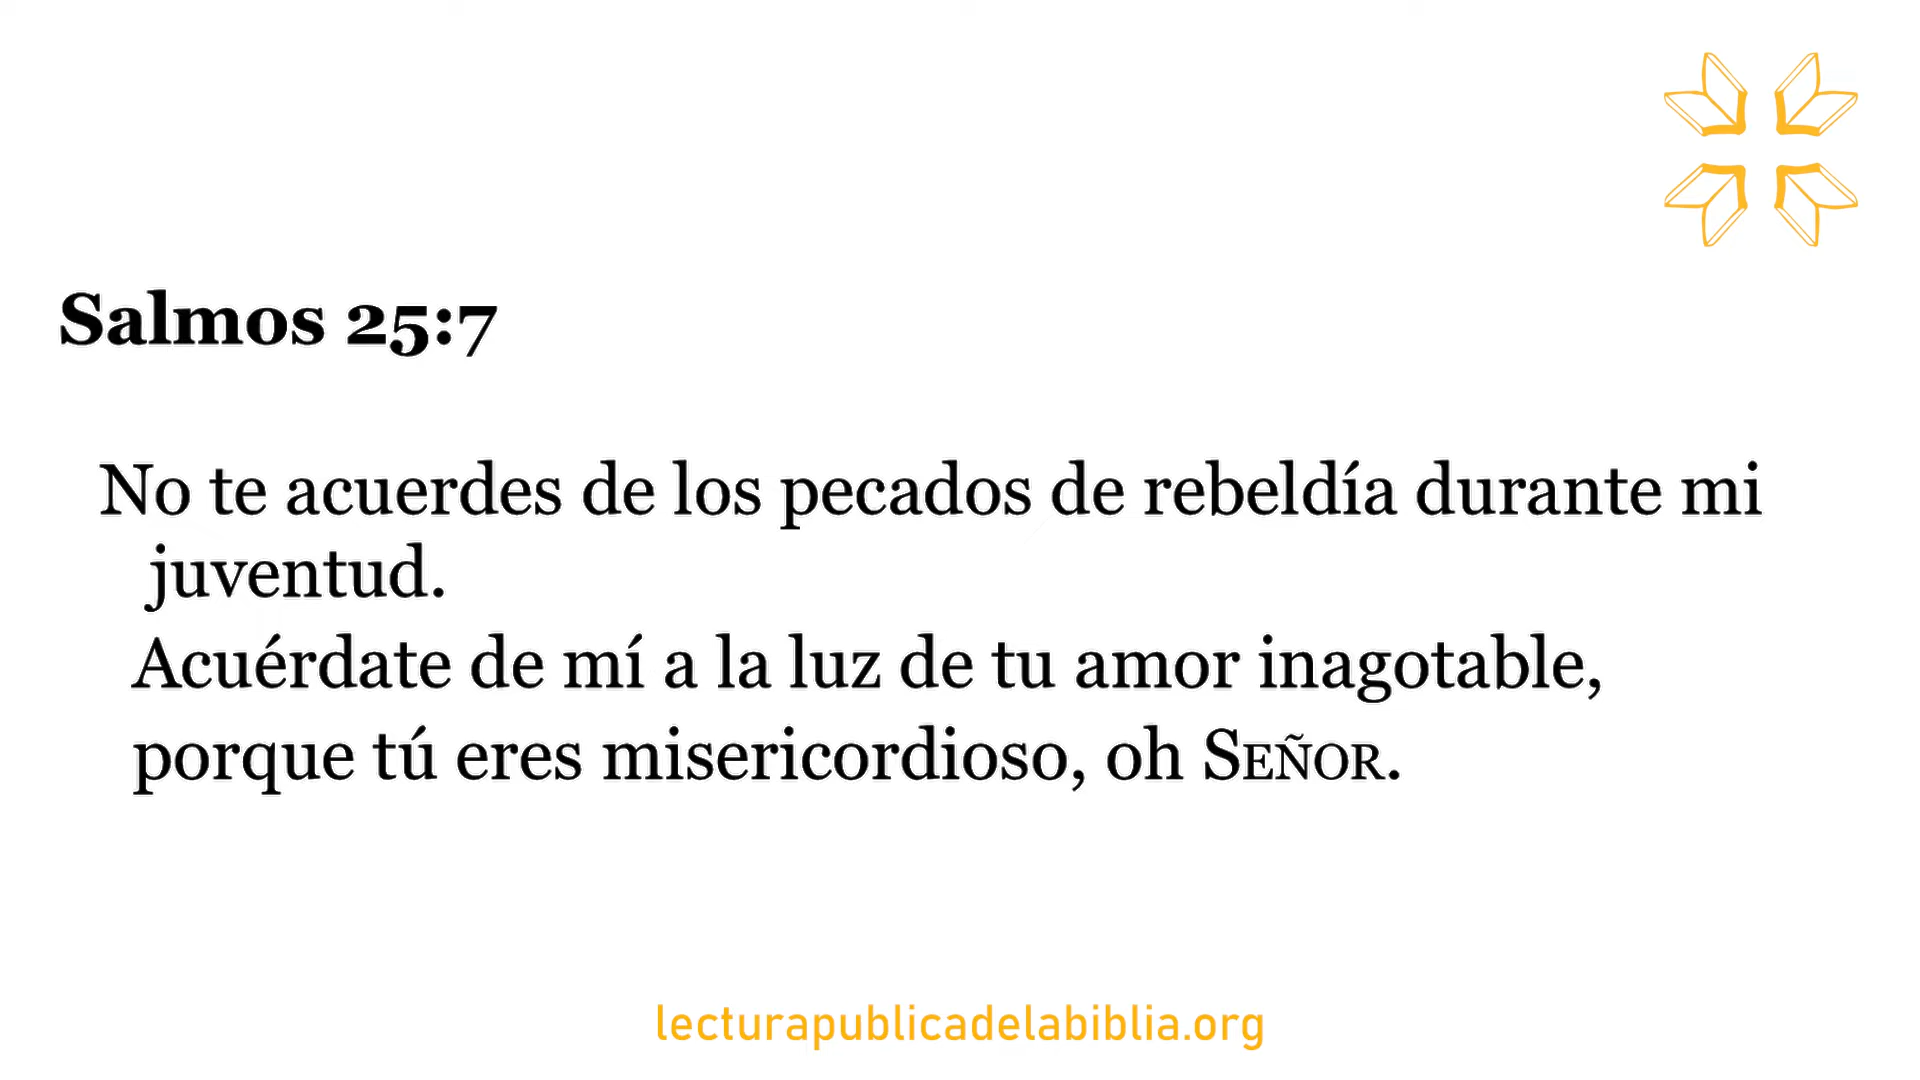 Salmos 25:7
No te acuerdes de los pecados de rebeldía durante mi
juventud.
Acuérdate de mí a la luz de tu amor inagotable,
porque tú eres misericordioso, oh SEÑOR.
lecturapublicadelabiblia.org